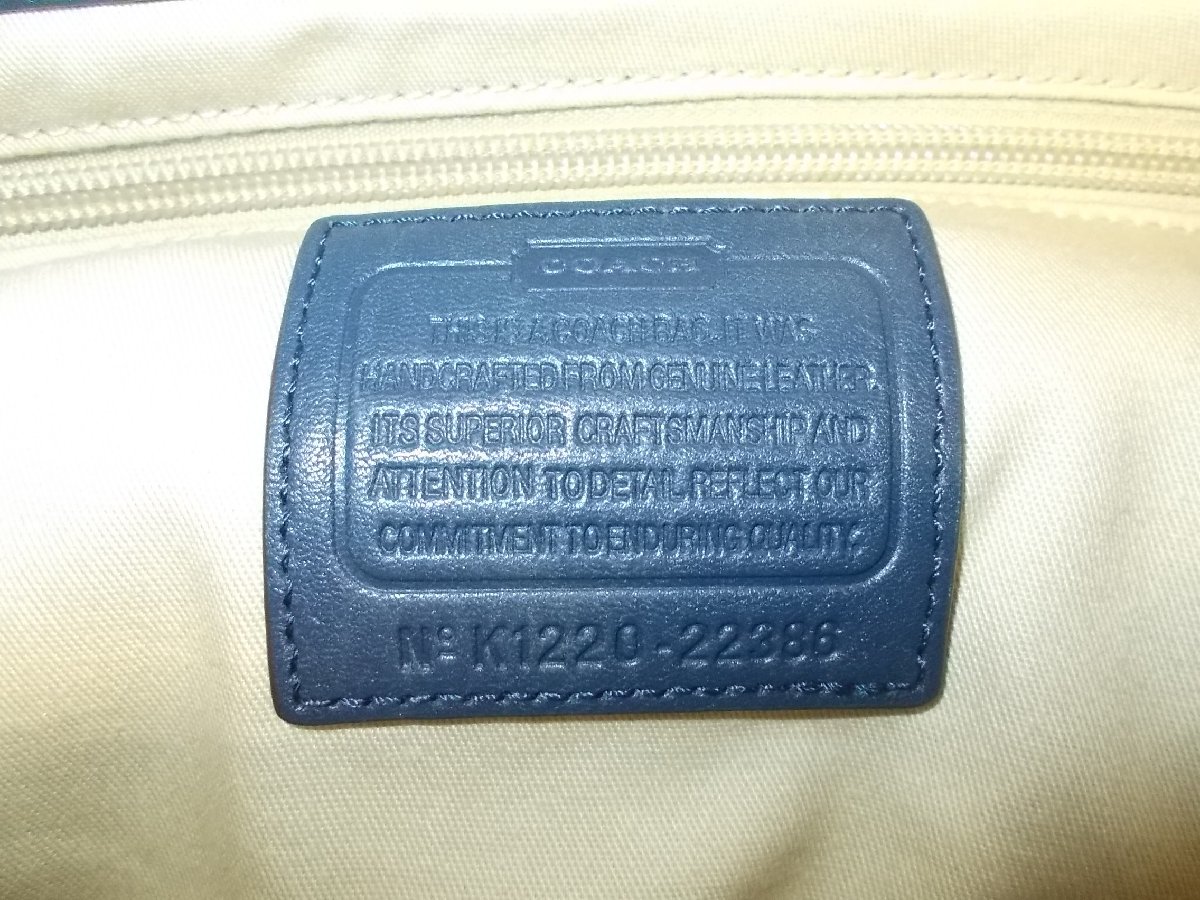 COACH
THIS IS A COACH BAG. IT WAS
HANDCRAFTED FROM GENUINE LEATHER.
ITS SUPERIOR CRAFTSMANSHIP AND
ATTENTION TO DETAIL REFLECT OUR
COMMITMENT TO ENDURING QUALITY.
Nº K1220-22386